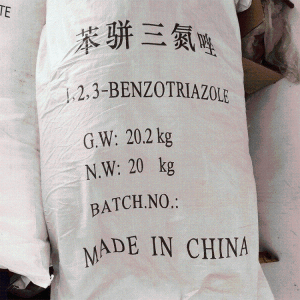 TE
苯骈三氮唑
1,2,3-BENZOTRIAZOLE
G.W: 20.2 kg
N.W: 20 kg
BATCH.NO.:
MADE IN CHINA